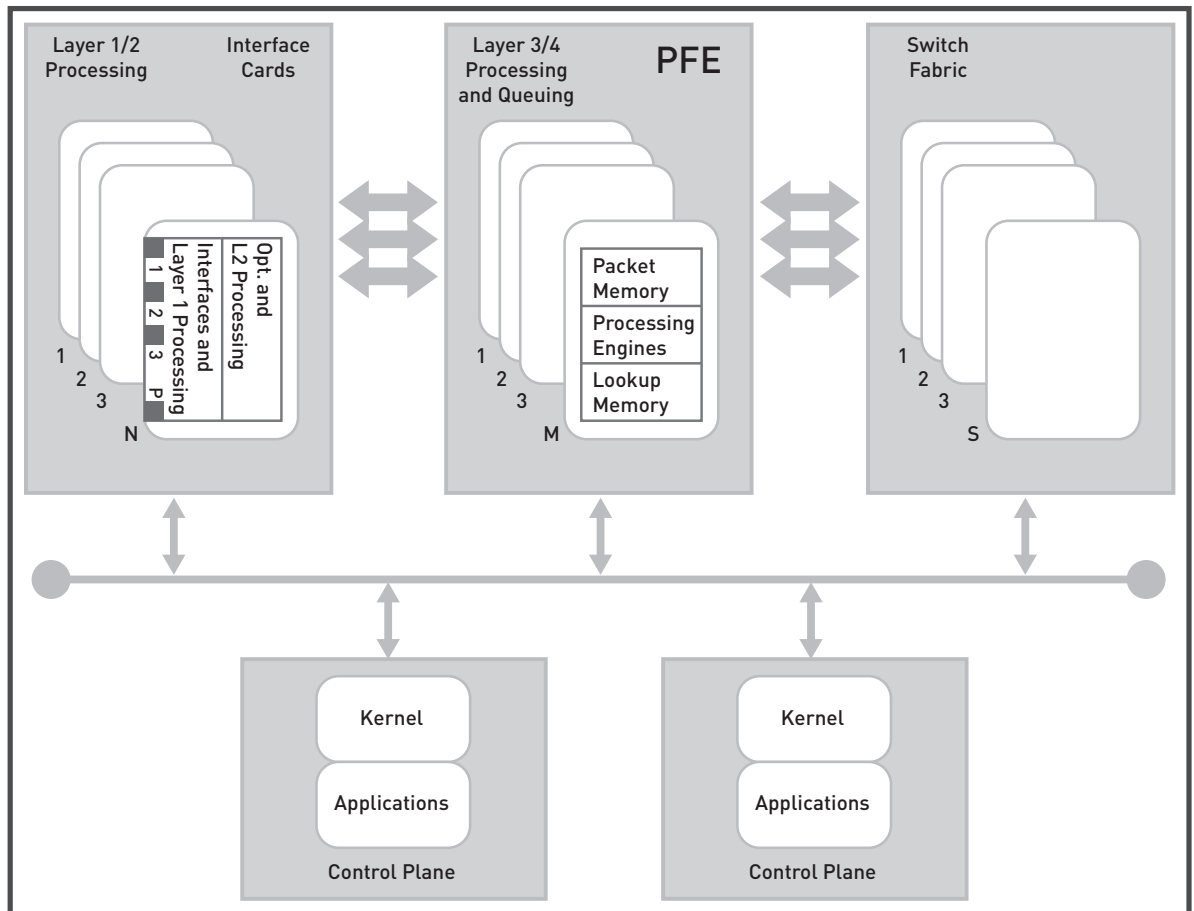 Layer 1/2
Processing
Interface
Cards
1
2
3
N
1
2
3
P
Interfaces and
Layer 1 Processing
Opt. and
L2 Processing
Layer 3/4
Processing
and Queuing
PFE
1
2
3
M
Packet
Memory
Processing
Engines
Lookup
Memory
Switch
Fabric
1
2
3
S
Kernel
Applications
Control Plane
Kernel
Applications
Control Plane